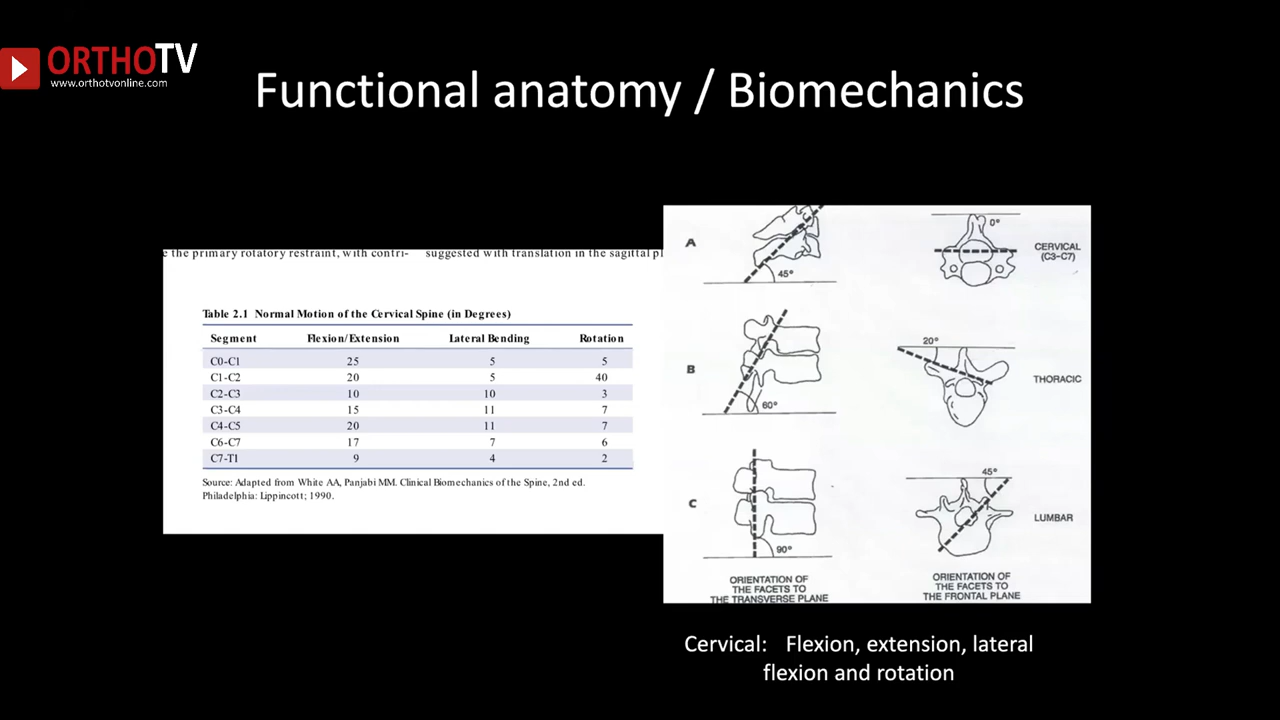 ORTHOTV
www.orthotvonline.com
Functional anatomy / Biomechanics
e the primary rotatory restraint, with contri- suggested with translation in the sagittal pl
Table 2.1 Normal Motion of the Cervical Spine (in Degrees)
Segment Flexion/Extension Lateral Bending Rotation
C0-C1 25 5 5
C1-C2 20 5 40
C2-C3 10 10 3
C3-C4 15 11 7
C4-C5 20 11 7
C6-C7 17 7 6
C7-T1 9 4 2
Source: Adapted from White AA, Panjabi MM. Clinical Biomechanics of the Spine, 2nd ed.
Philadelphia: Lippincott; 1990.
A
45°
0°
CERVICAL
(C3-C7)
B
60°
20°
THORACIC
C
90°
45°
LUMBAR
ORIENTATION OF
THE FACETS TO
THE TRANSVERSE PLANE
ORIENTATION OF
THE FACETS TO
THE FRONTAL PLANE
Cervical: Flexion, extension, lateral
flexion and rotation